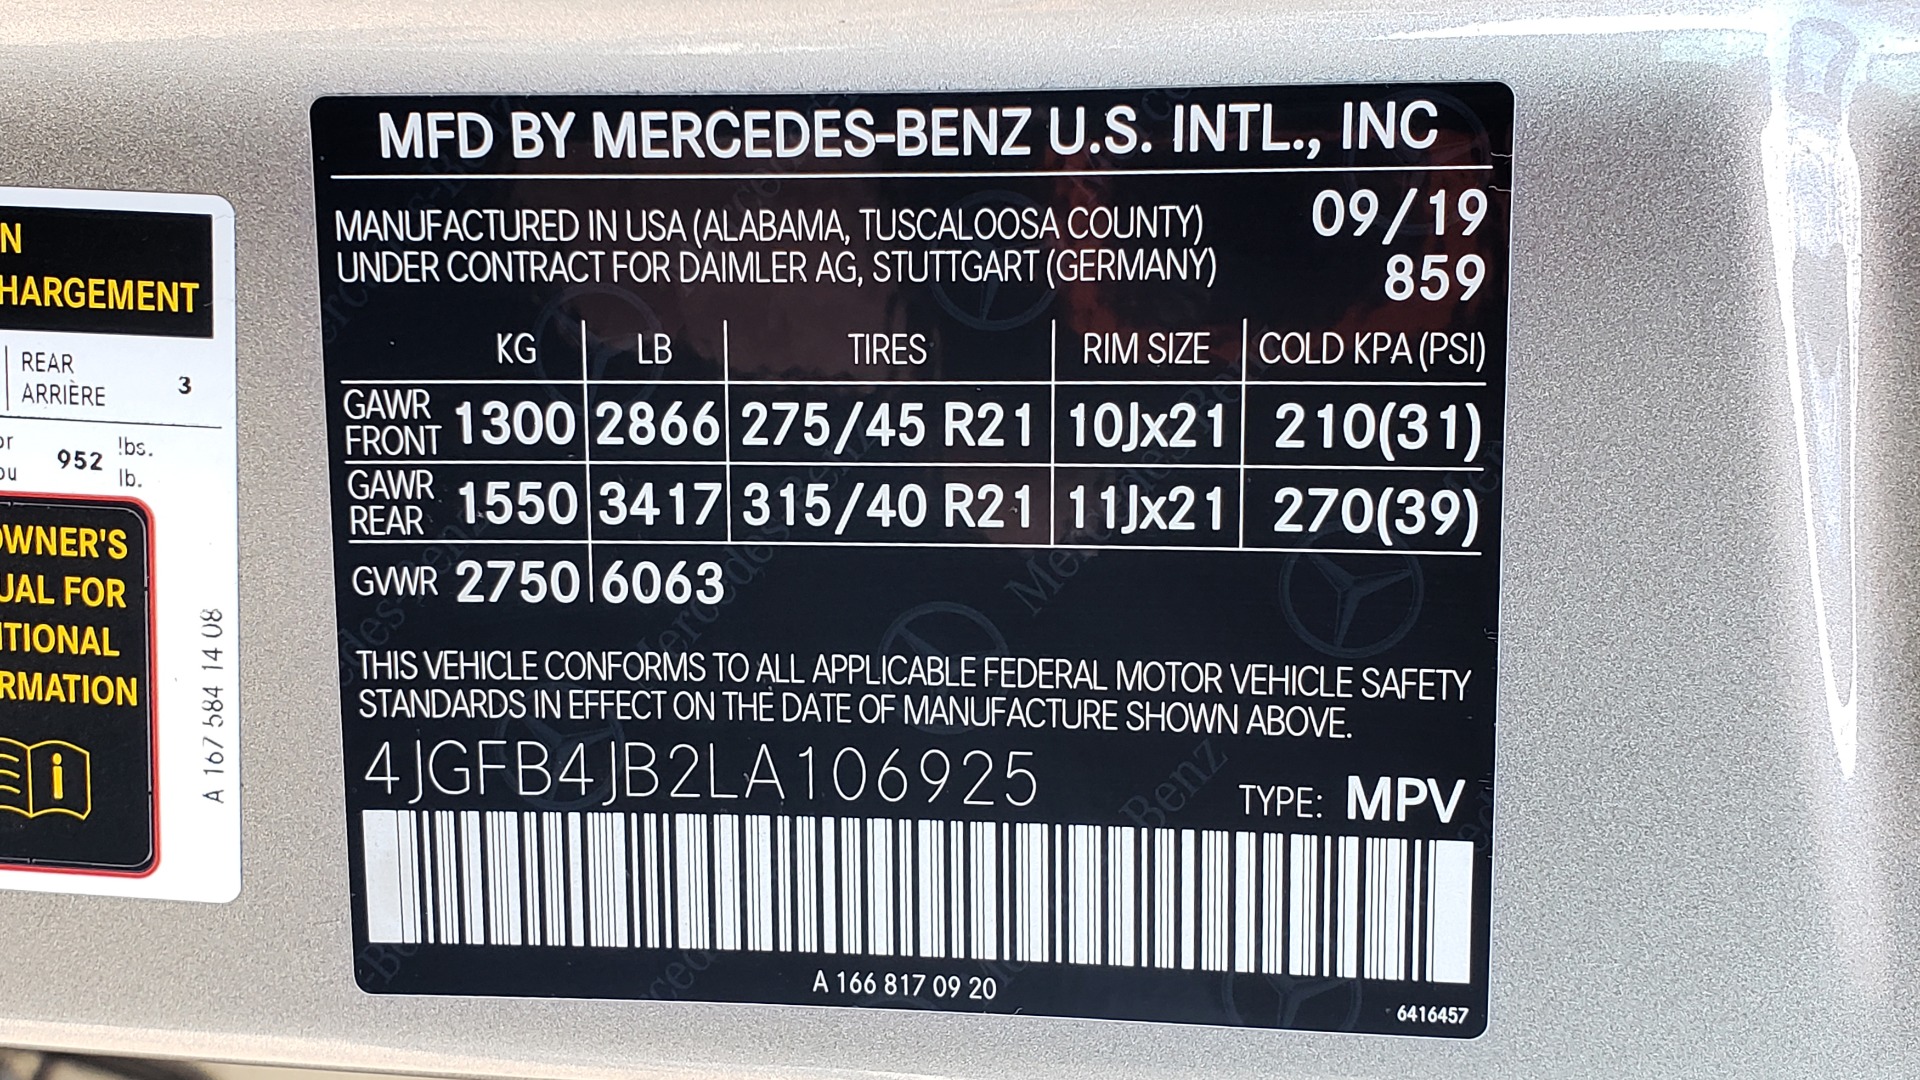 MFD BY MERCEDES-BENZ U.S. INTL., INC
MANUFACTURED IN USA (ALABAMA, TUSCALOOSA COUNTY) 09/19
UNDER CONTRACT FOR DAIMLER AG, STUTTGART (GERMANY) 859
KG LB TIRES RIM SIZE COLD KPA (PSI)
GAWR FRONT 1300 2866 275/45 R21 10Jx21 210(31)
GAWR REAR 1550 3417 315/40 R21 11Jx21 270(39)
GVWR 2750 6063
THIS VEHICLE CONFORMS TO ALL APPLICABLE FEDERAL MOTOR VEHICLE SAFETY
STANDARDS IN EFFECT ON THE DATE OF MANUFACTURE SHOWN ABOVE.
4JGFB4JB2LA106925 TYPE: MPV
A 166 817 09 20
6416457
N
HARGEMENT
REAR
ARRIÈRE 3
or 952 lbs.
ou lb.
OWNER'S
UAL FOR
ITIONAL
RMATION
A 167 584 14 08